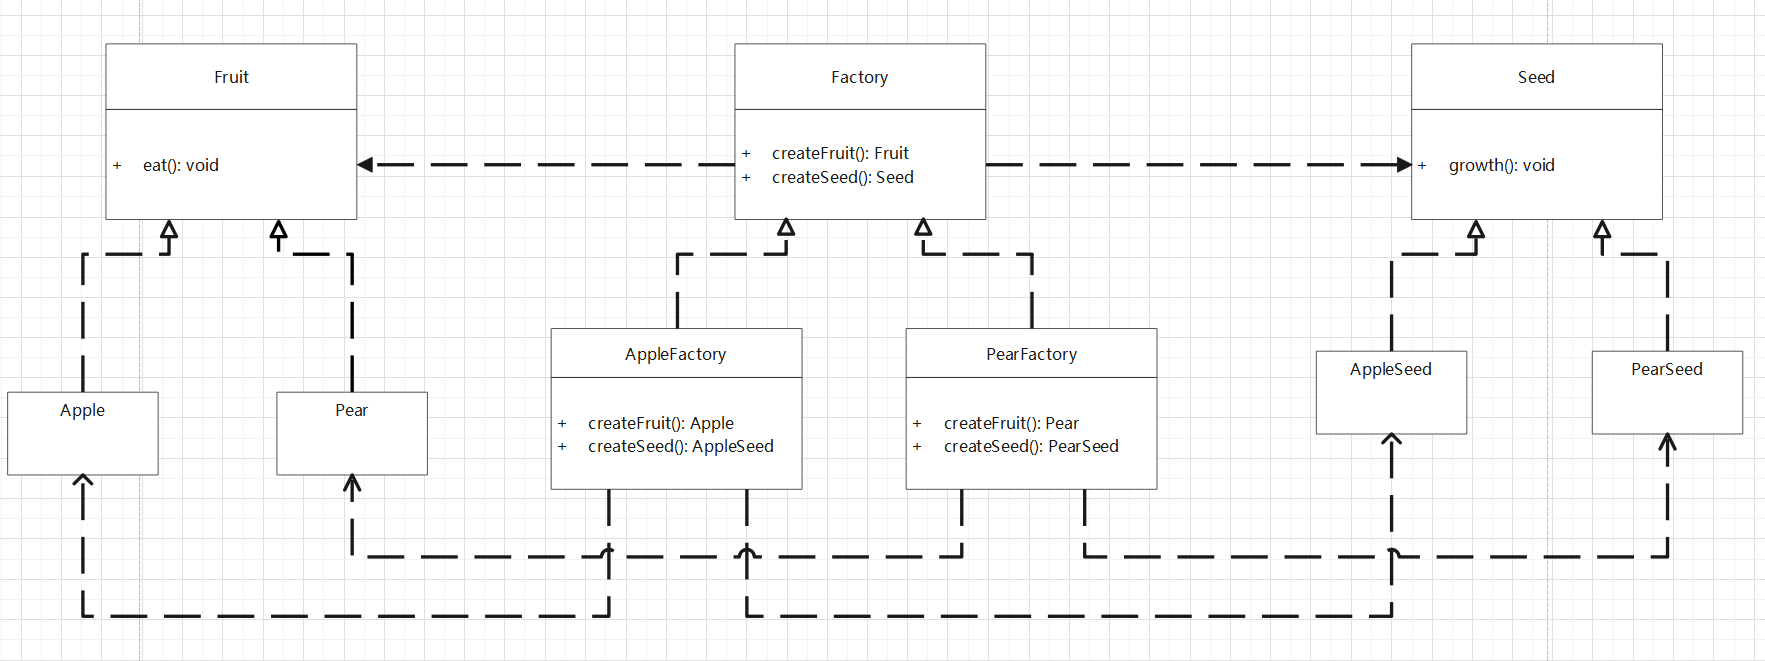 Fruit
+ eat(): void
Factory
+ createFruit(): Fruit
+ createSeed(): Seed
Seed
+ growth(): void
Apple
Pear
AppleFactory
+ createFruit(): Apple
+ createSeed(): AppleSeed
PearFactory
+ createFruit(): Pear
+ createSeed(): PearSeed
AppleSeed
PearSeed